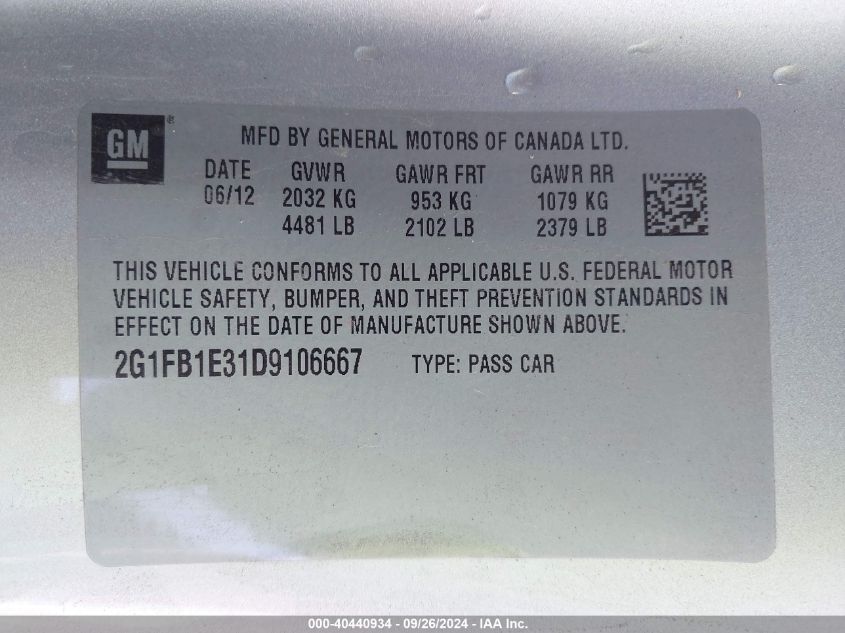 GM ®
MFD BY GENERAL MOTORS OF CANADA LTD.
DATE GVWR GAWR FRT GAWR RR
06/12 2032 KG 953 KG 1079 KG
4481 LB 2102 LB 2379 LB
THIS VEHICLE CONFORMS TO ALL APPLICABLE U.S. FEDERAL MOTOR
VEHICLE SAFETY, BUMPER, AND THEFT PREVENTION STANDARDS IN
EFFECT ON THE DATE OF MANUFACTURE SHOWN ABOVE.
2G1FB1E31D9106667 TYPE: PASS CAR
000-40440934 - 09/26/2024 - IAA Inc.